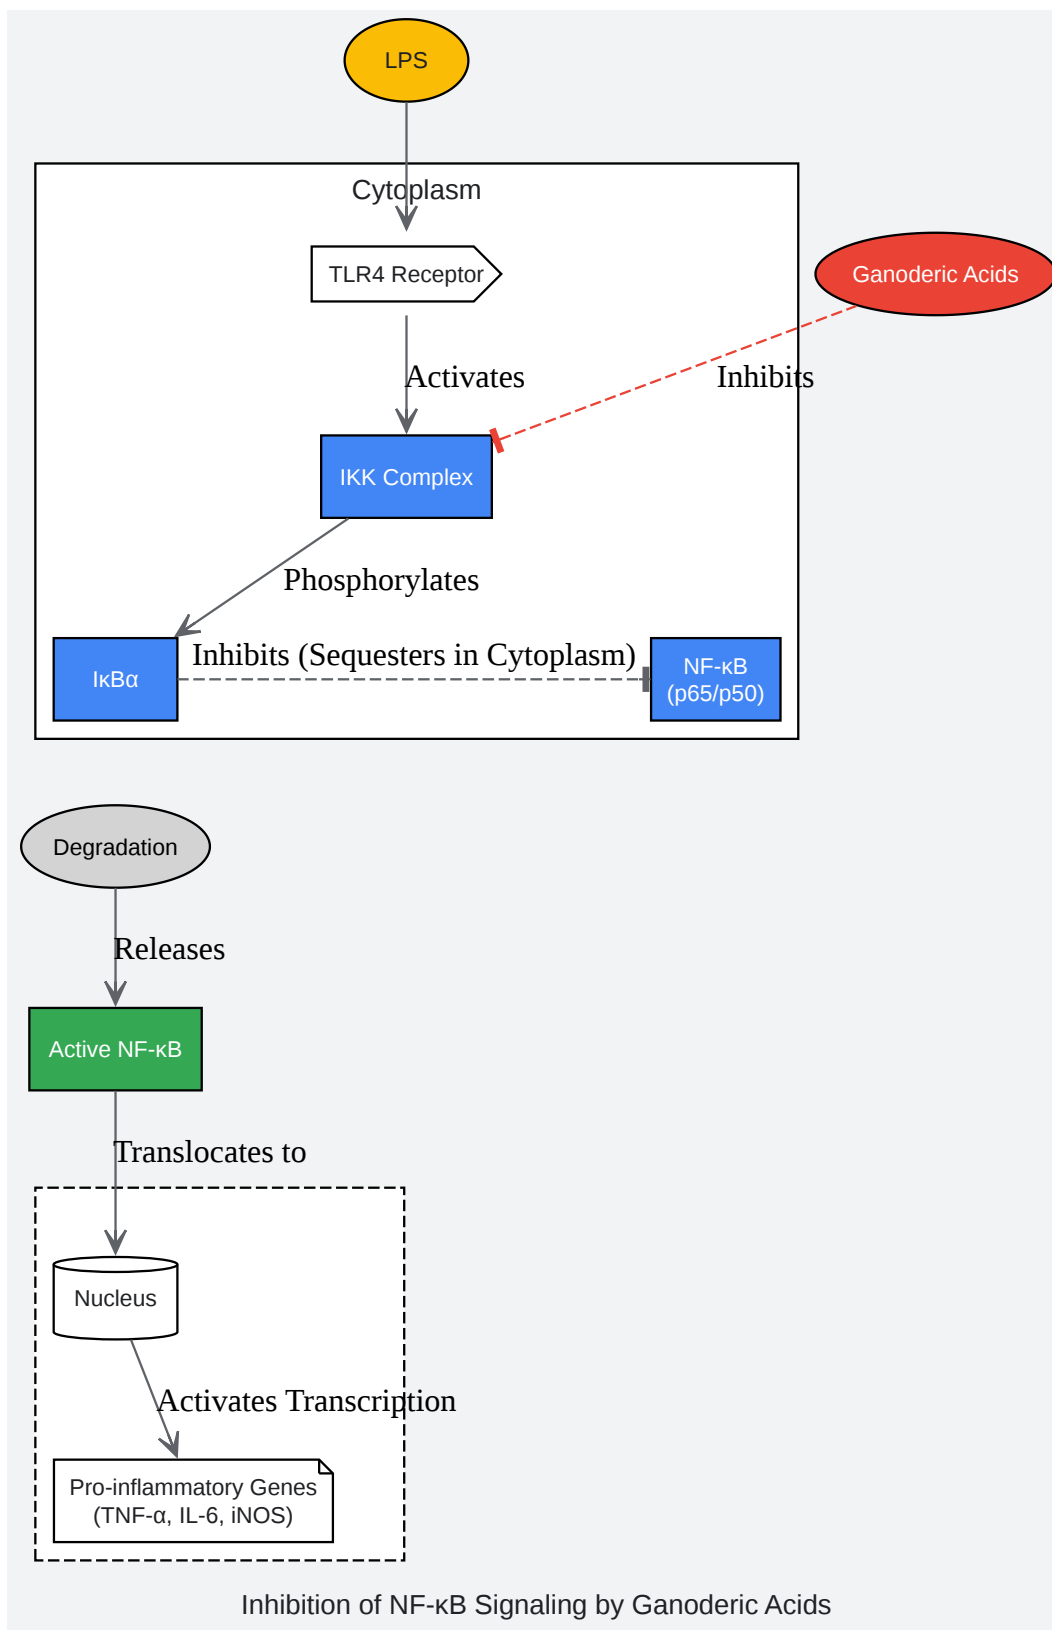 LPS
Cytoplasm
TLR4 Receptor
Ganoderic Acids
Activates
Inhibits
IKK Complex
Phosphorylates
Inhibits (Sequesters in Cytoplasm)
IκBα
NF-κB
(p65/p50)
Degradation
Releases
Active NF-κB
Translocates to
Nucleus
Activates Transcription
Pro-inflammatory Genes
(TNF-α, IL-6, iNOS)
Inhibition of NF-κB Signaling by Ganoderic Acids